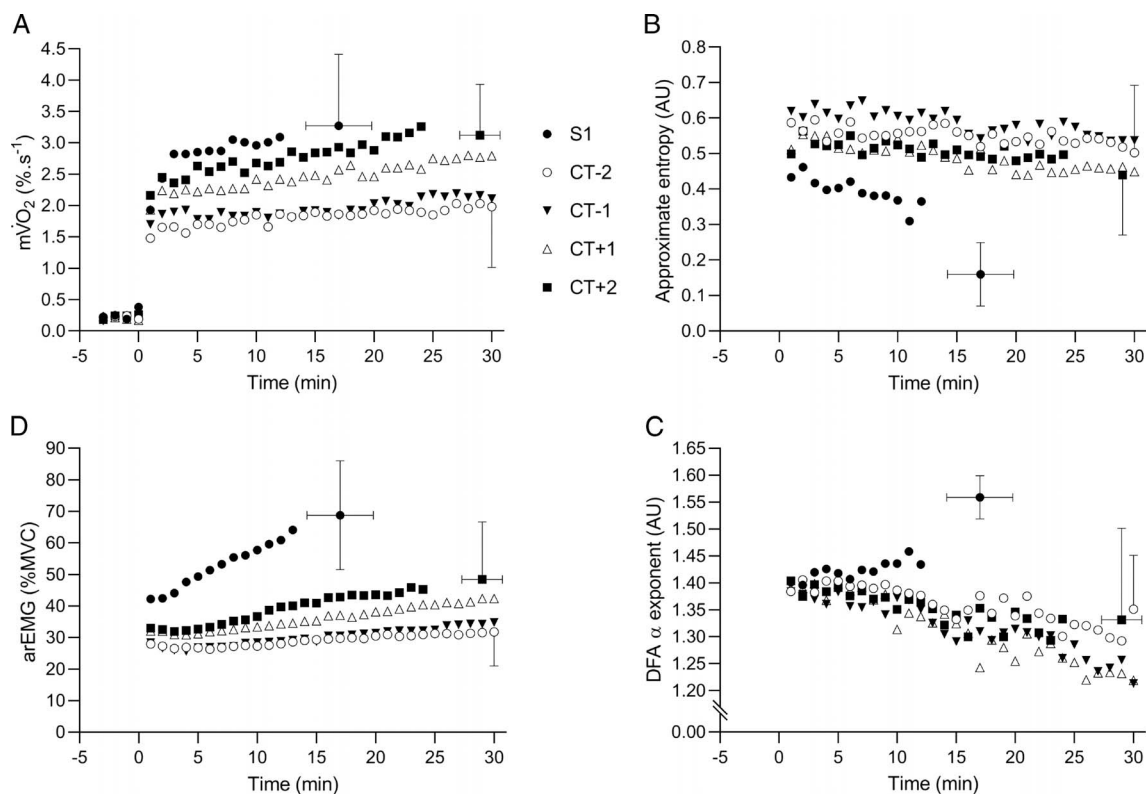 A
4.5
4.0
3.5
3.0
2.5
2.0
1.5
1.0
0.5
0.0
mV̇O₂ (%.s⁻¹)
-5 0 5 10 15 20 25 30
Time (min)
S1
CT-2
CT-1
CT+1
CT+2
B
0.8
0.7
0.6
0.5
0.4
0.3
0.2
0.1
0.0
Approximate entropy (AU)
-5 0 5 10 15 20 25 30
Time (min)
D
90
80
70
60
50
40
30
20
10
0
arEMG (%MVC)
-5 0 5 10 15 20 25 30
Time (min)
C
1.65
1.60
1.55
1.50
1.45
1.40
1.35
1.30
1.25
1.20
0.00
DFA α exponent (AU)
-5 0 5 10 15 20 25 30
Time (min)